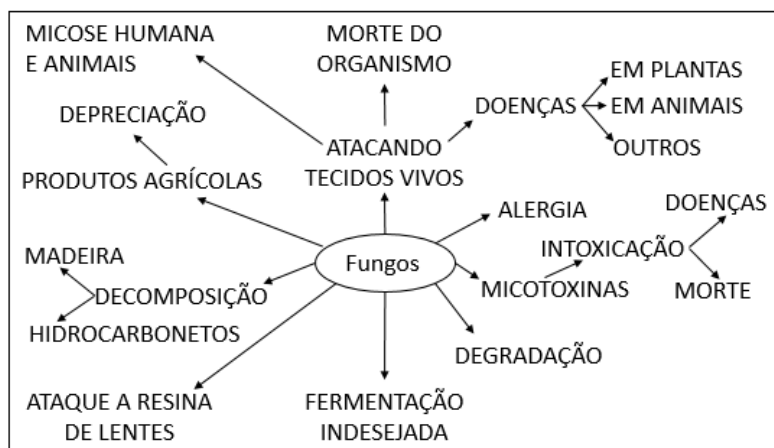 MICOSE HUMANA
E ANIMAIS
MORTE DO
ORGANISMO
DOENÇAS
EM PLANTAS
EM ANIMAIS
OUTROS
DEPRECIAÇÃO
ATACANDO
TECIDOS VIVOS
PRODUTOS AGRÍCOLAS
ALERGIA
DOENÇAS
INTOXICAÇÃO
MORTE
MADEIRA
Fungos
MICOTOXINAS
DECOMPOSIÇÃO
HIDROCARBONETOS
DEGRADAÇÃO
ATAQUE A RESINA
DE LENTES
FERMENTAÇÃO
INDESEJADA